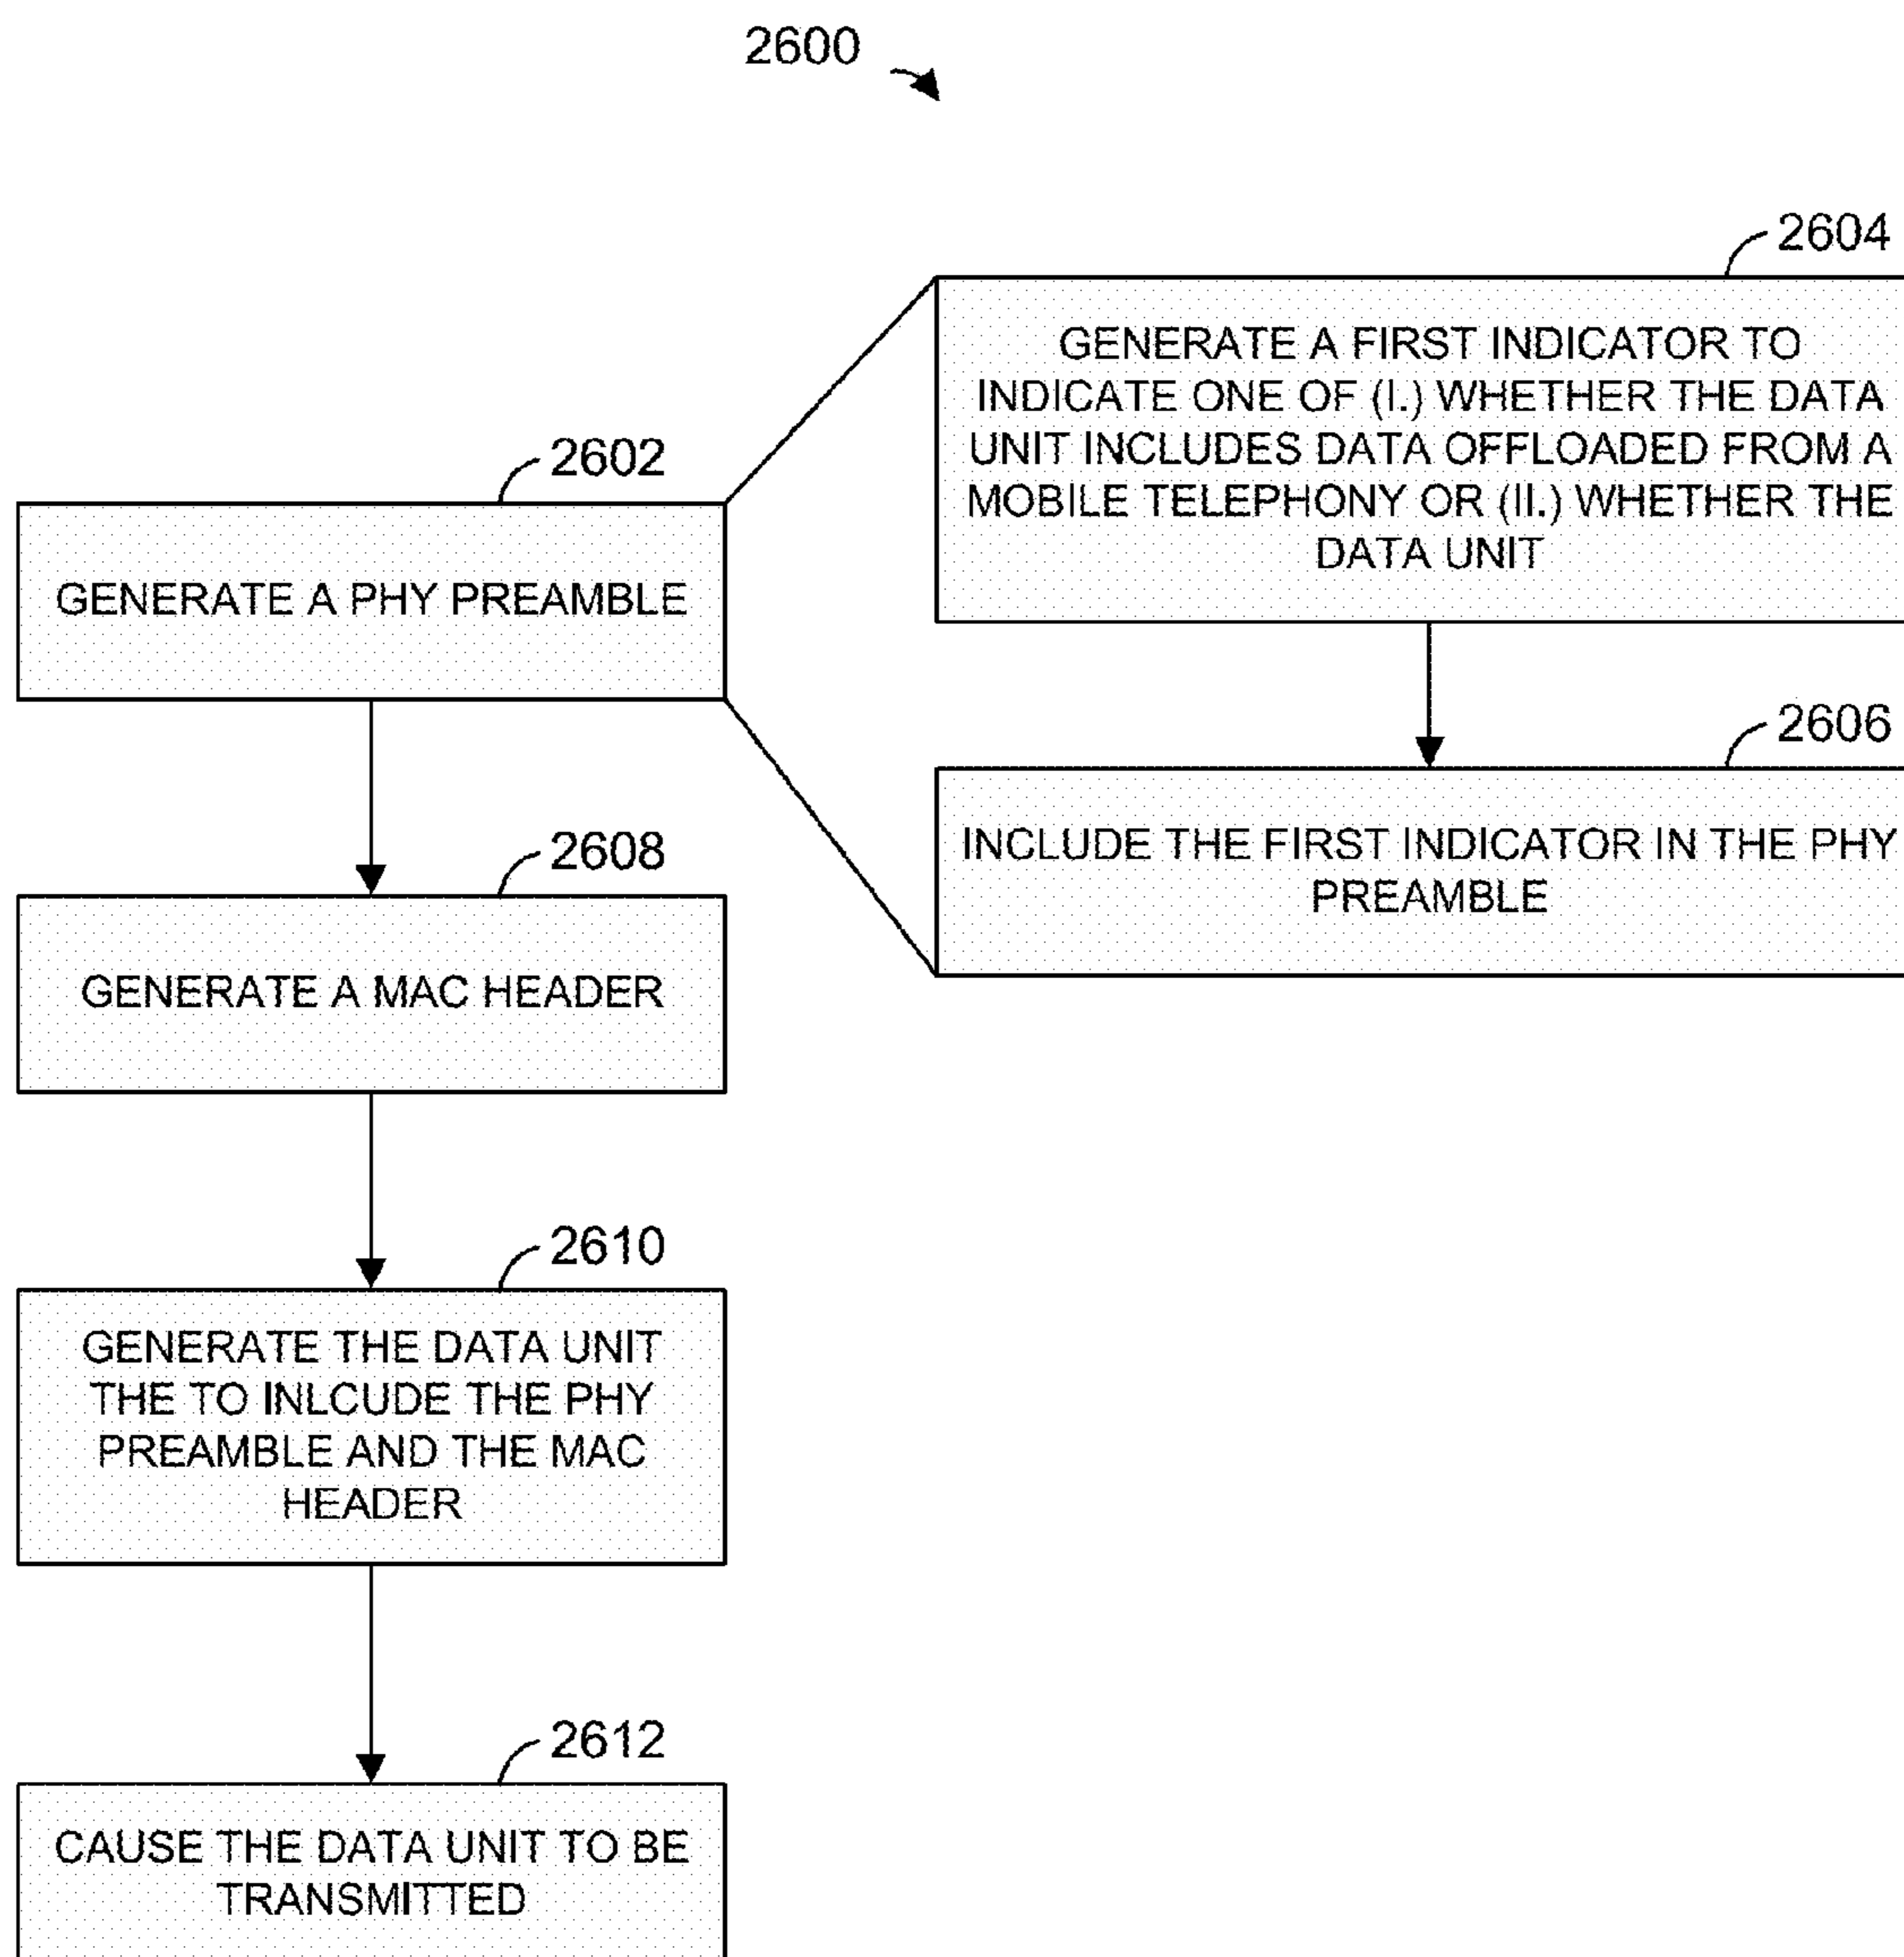 2600
2604
GENERATE A FIRST INDICATOR TO
INDICATE ONE OF (I.) WHETHER THE DATA
UNIT INCLUDES DATA OFFLOADED FROM A
MOBILE TELEPHONY OR (II.) WHETHER THE
DATA UNIT
2602
GENERATE A PHY PREAMBLE
2606
INCLUDE THE FIRST INDICATOR IN THE PHY
PREAMBLE
2608
GENERATE A MAC HEADER
2610
GENERATE THE DATA UNIT
THE TO INLCUDE THE PHY
PREAMBLE AND THE MAC
HEADER
2612
CAUSE THE DATA UNIT TO BE
TRANSMITTED